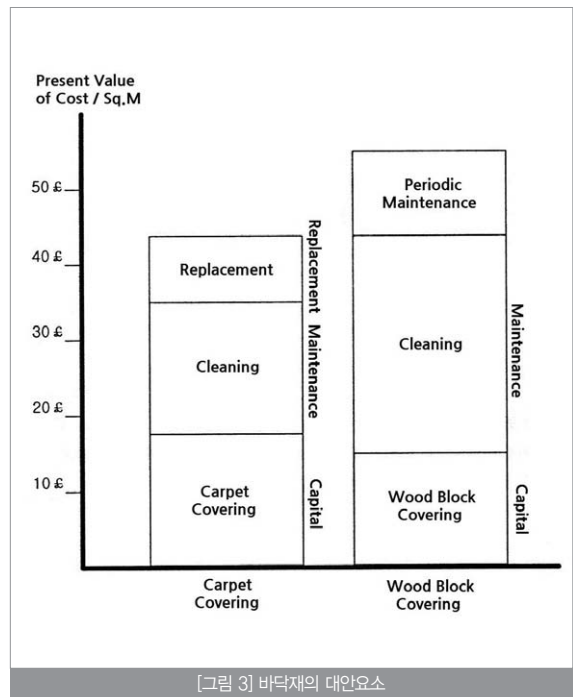 Present Value
of Cost / Sq.M
50 £
40 £
30 £
20 £
10 £
Replacement
Cleaning
Carpet
Covering
Replacement
Maintenance
Capital
Periodic
Maintenance
Cleaning
Wood Block
Covering
Maintenance
Capital
Carpet
Covering
Wood Block
Covering
[그림 3] 바닥재의 대안요소